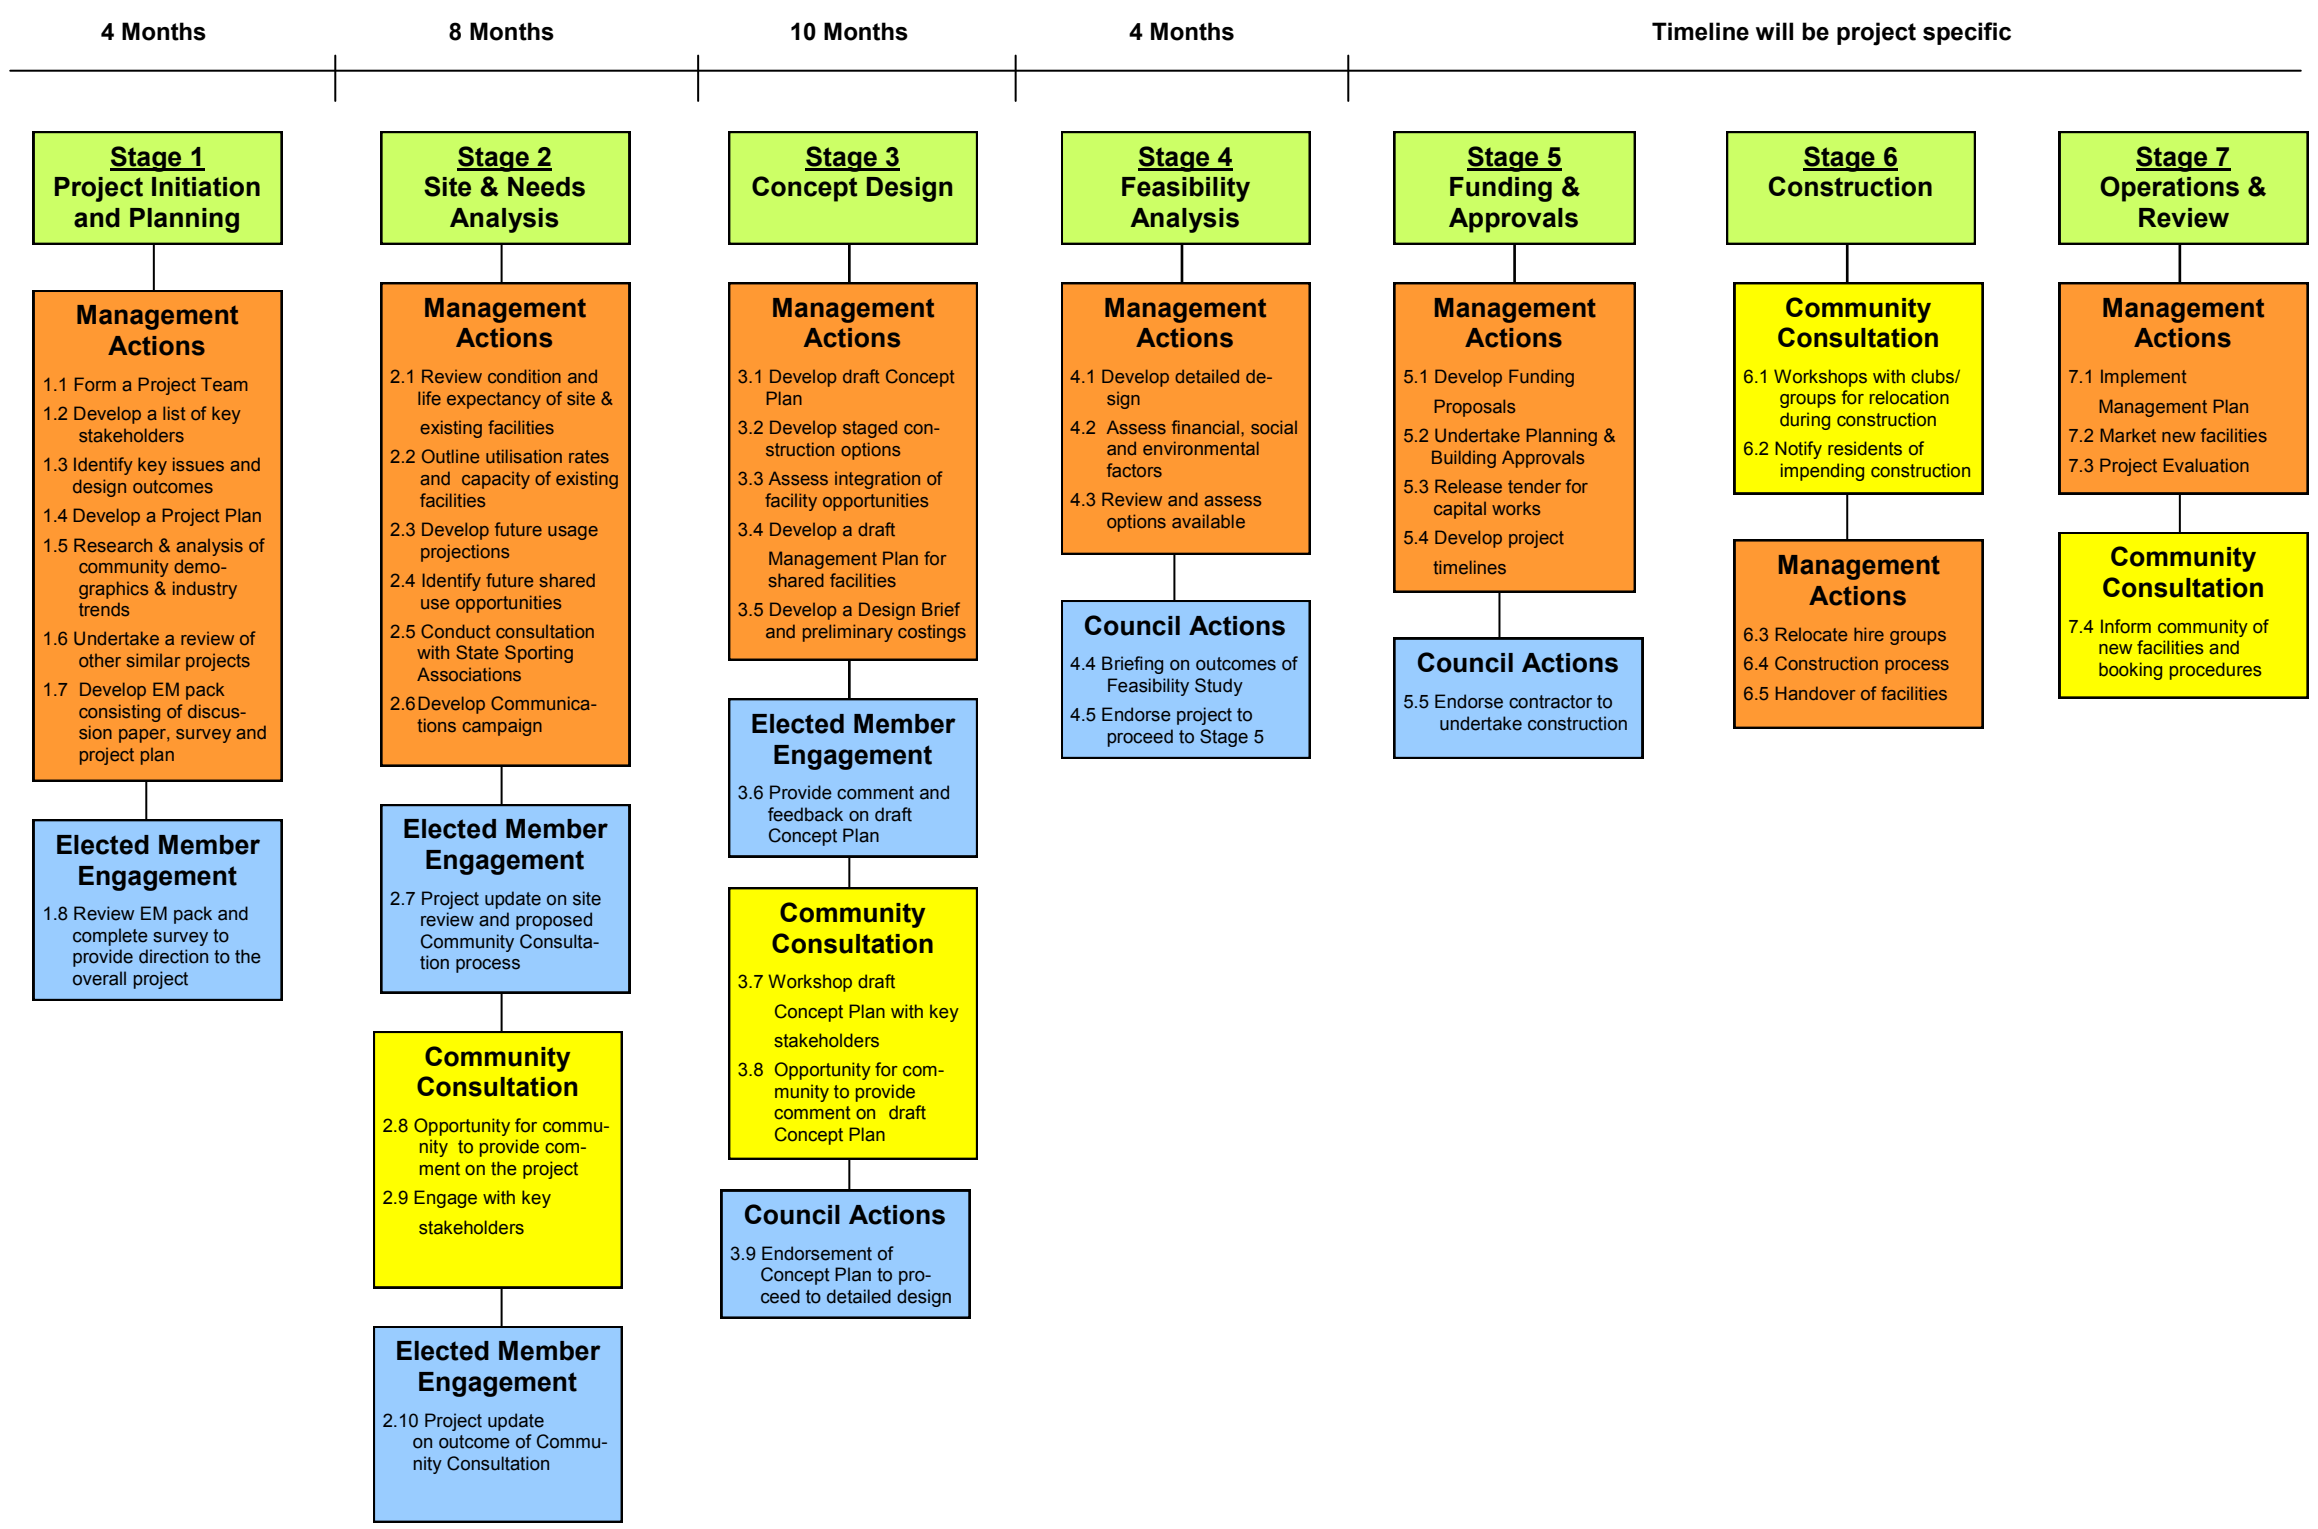 4 Months
8 Months
10 Months
4 Months
Timeline will be project specific
Stage 1
Project Initiation
and Planning
Management
Actions
1.1 Form a Project Team
1.2 Develop a list of key
stakeholders
1.3 Identify key issues and
design outcomes
1.4 Develop a Project Plan
1.5 Research & analysis of
community demo-
graphics & industry
trends
1.6 Undertake a review of
other similar projects
1.7 Develop EM pack
consisting of discus-
sion paper, survey and
project plan
Elected Member
Engagement
1.8 Review EM pack and
complete survey to
provide direction to the
overall project
Stage 2
Site & Needs
Analysis
Management
Actions
2.1 Review condition and
life expectancy of site &
existing facilities
2.2 Outline utilisation rates
and capacity of existing
facilities
2.3 Develop future usage
projections
2.4 Identify future shared
use opportunities
2.5 Conduct consultation
with State Sporting
Associations
2.6 Develop Communica-
tions campaign
Elected Member
Engagement
2.7 Project update on site
review and proposed
Community Consulta-
tion process
Community
Consultation
2.8 Opportunity for commu-
nity to provide com-
ment on the project
2.9 Engage with key
stakeholders
Elected Member
Engagement
2.10 Project update
on outcome of Commu-
nity Consultation
Stage 3
Concept Design
Management
Actions
3.1 Develop draft Concept
Plan
3.2 Develop staged con-
struction options
3.3 Assess integration of
facility opportunities
3.4 Develop a draft
Management Plan for
shared facilities
3.5 Develop a Design Brief
and preliminary costings
Elected Member
Engagement
3.6 Provide comment and
feedback on draft
Concept Plan
Community
Consultation
3.7 Workshop draft
Concept Plan with key
stakeholders
3.8 Opportunity for com-
munity to provide
comment on draft
Concept Plan
Council Actions
3.9 Endorsement of
Concept Plan to pro-
ceed to detailed design
Stage 4
Feasibility
Analysis
Management
Actions
4.1 Develop detailed de-
sign
4.2 Assess financial, social
and environmental
factors
4.3 Review and assess
options available
Council Actions
4.4 Briefing on outcomes of
Feasibility Study
4.5 Endorse project to
proceed to Stage 5
Stage 5
Funding &
Approvals
Management
Actions
5.1 Develop Funding
Proposals
5.2 Undertake Planning &
Building Approvals
5.3 Release tender for
capital works
5.4 Develop project
timelines
Council Actions
5.5 Endorse contractor to
undertake construction
Stage 6
Construction
Community
Consultation
6.1 Workshops with clubs/
groups for relocation
during construction
6.2 Notify residents of
impending construction
Management
Actions
6.3 Relocate hire groups
6.4 Construction process
6.5 Handover of facilities
Stage 7
Operations &
Review
Management
Actions
7.1 Implement
Management Plan
7.2 Market new facilities
7.3 Project Evaluation
Community
Consultation
7.4 Inform community of
new facilities and
booking procedures